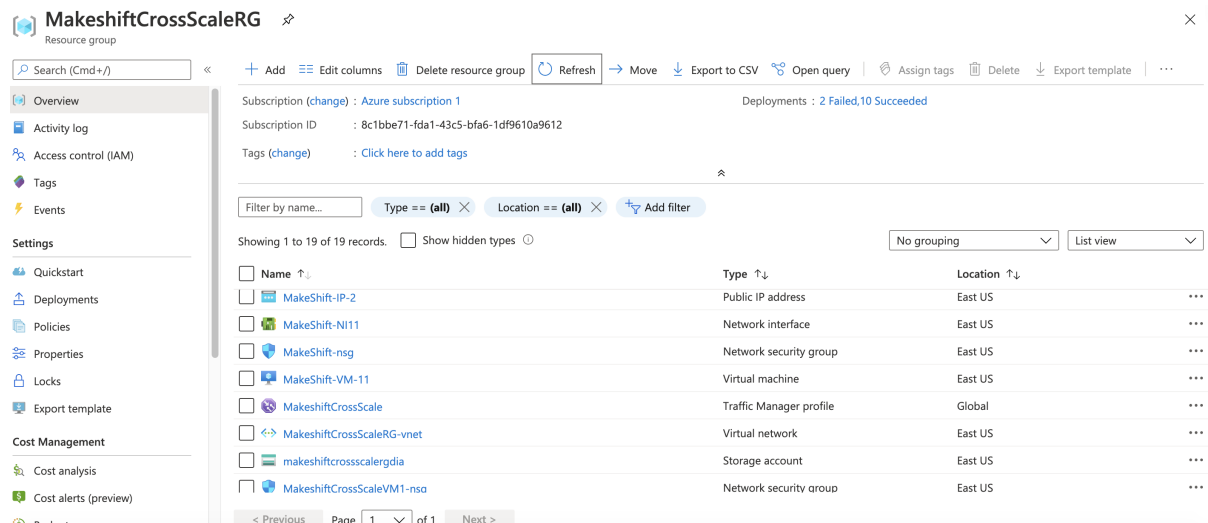 MakeshiftCrossScaleRG
Resource group
Search (Cmd+/)
«
Add
Edit columns
Delete resource group
Refresh
Move
Export to CSV
Open query
Assign tags
Delete
Export template
...
Overview
Activity log
Access control (IAM)
Tags
Events
Settings
Quickstart
Deployments
Policies
Properties
Locks
Export template
Cost Management
Cost analysis
Cost alerts (preview)
Subscription (change) : Azure subscription 1
Deployments : 2 Failed,10 Succeeded
Subscription ID : 8c1bbe71-fda1-43c5-bfa6-1df9610a9612
Tags (change) : Click here to add tags
Filter by name...
Type == (all)
Location == (all)
Add filter
Showing 1 to 19 of 19 records.
Show hidden types
No grouping
List view
Name Type Location
MakeShift-IP-2 Public IP address East US
MakeShift-NI11 Network interface East US
MakeShift-nsg Network security group East US
MakeShift-VM-11 Virtual machine East US
MakeshiftCrossScale Traffic Manager profile Global
MakeshiftCrossScaleRG-vnet Virtual network East US
makeshiftcrossscalergdia Storage account East US
MakeshiftCrossScaleVM1-nsg Network security group East US
< Previous Page 1 of 1 Next >